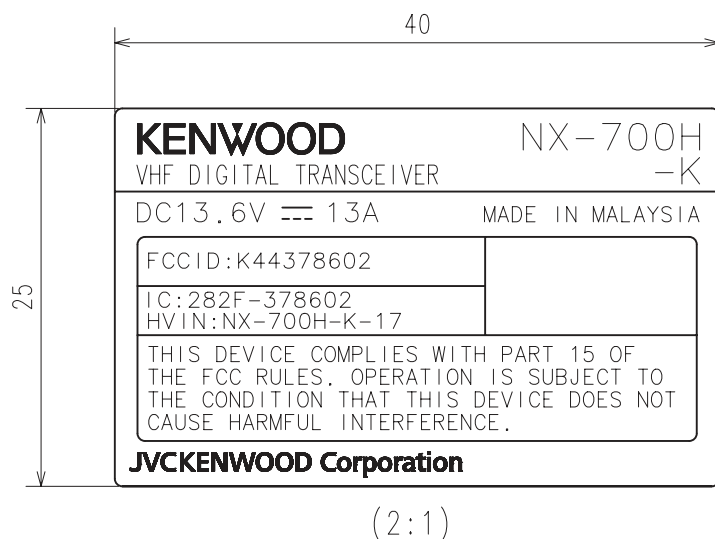 40
25
KENWOOD
NX-700H
-K
VHF DIGITAL TRANSCEIVER
DC13.6V ⎓ 13A
MADE IN MALAYSIA
FCCID:K44378602
IC:282F-378602
HVIN:NX-700H-K-17
THIS DEVICE COMPLIES WITH PART 15 OF
THE FCC RULES. OPERATION IS SUBJECT TO
THE CONDITION THAT THIS DEVICE DOES NOT
CAUSE HARMFUL INTERFERENCE.
JVCKENWOOD Corporation
(2:1)